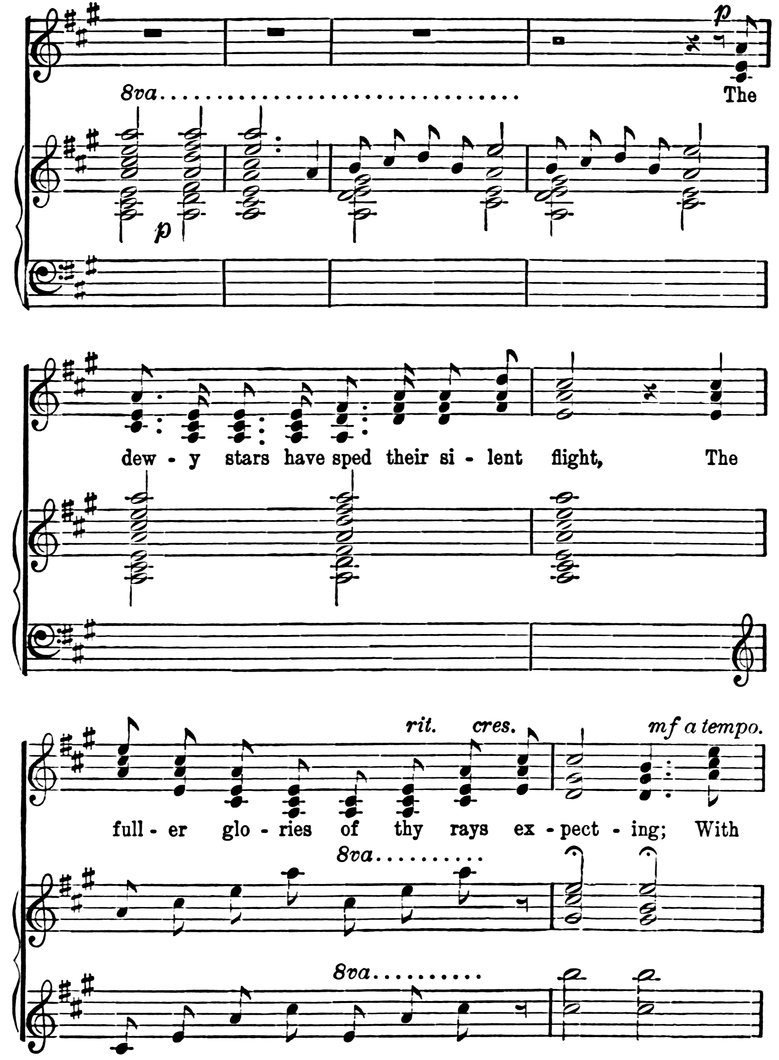 p
8va
The
p
dew - y stars have sped their si - lent flight, The
rit. cres. mf a tempo.
full - er glo - ries of thy rays ex - pect - ing; With
8va
8va